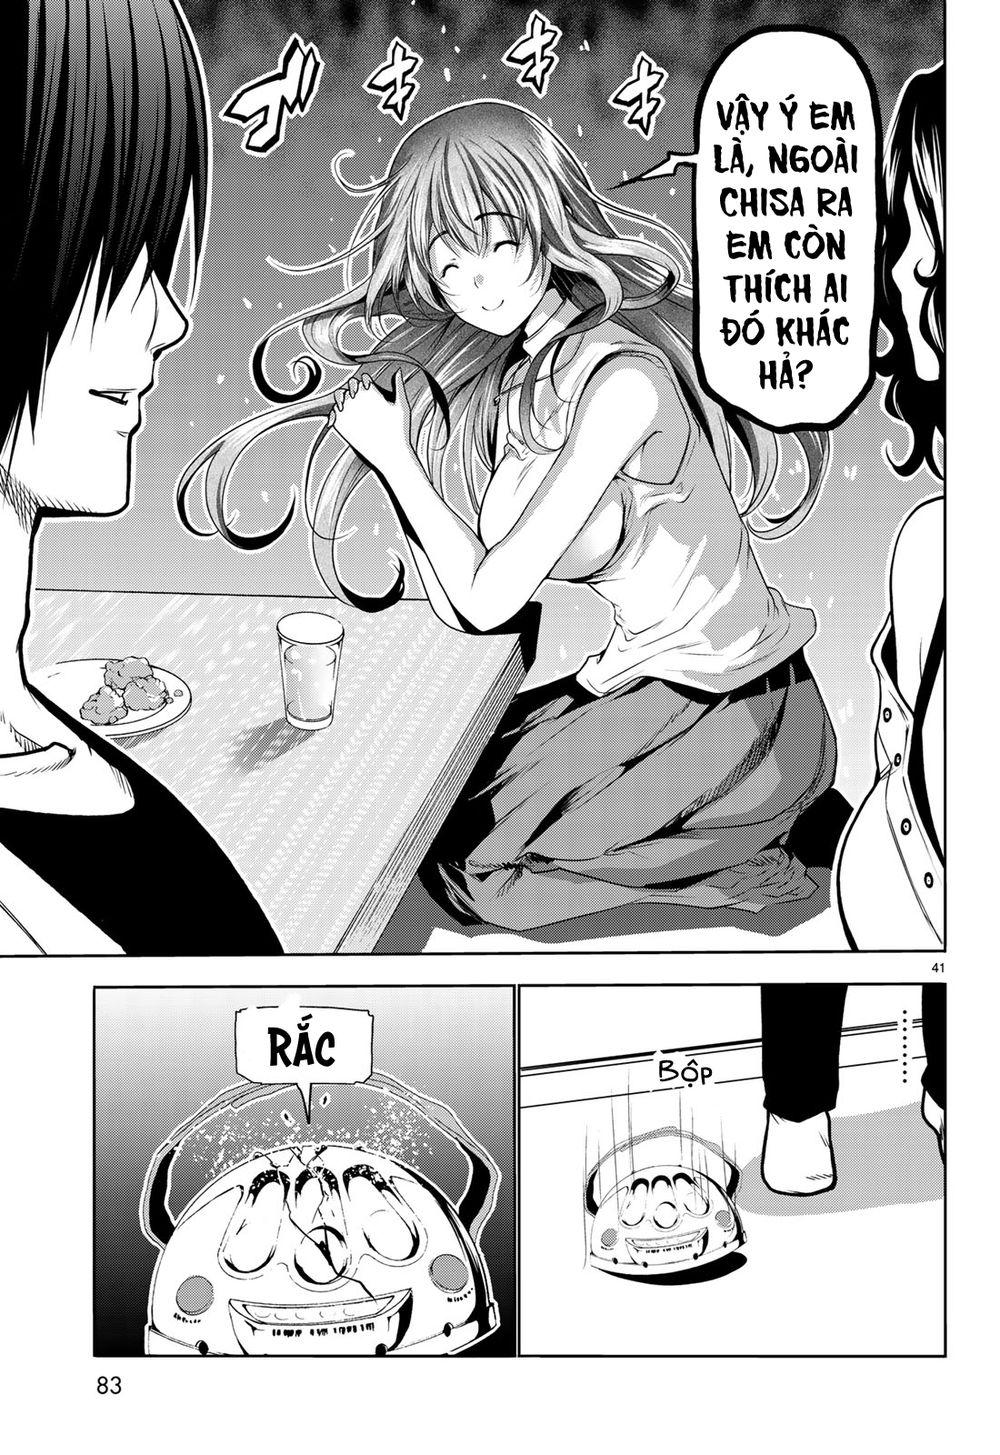 ゴオオオ
VẬY Ý EM
LÀ, NGOÀI
CHISA RA
EM CÒN
THÍCH AI
ĐÓ KHÁC
HẢ?
41
BỘP
RẮC
83